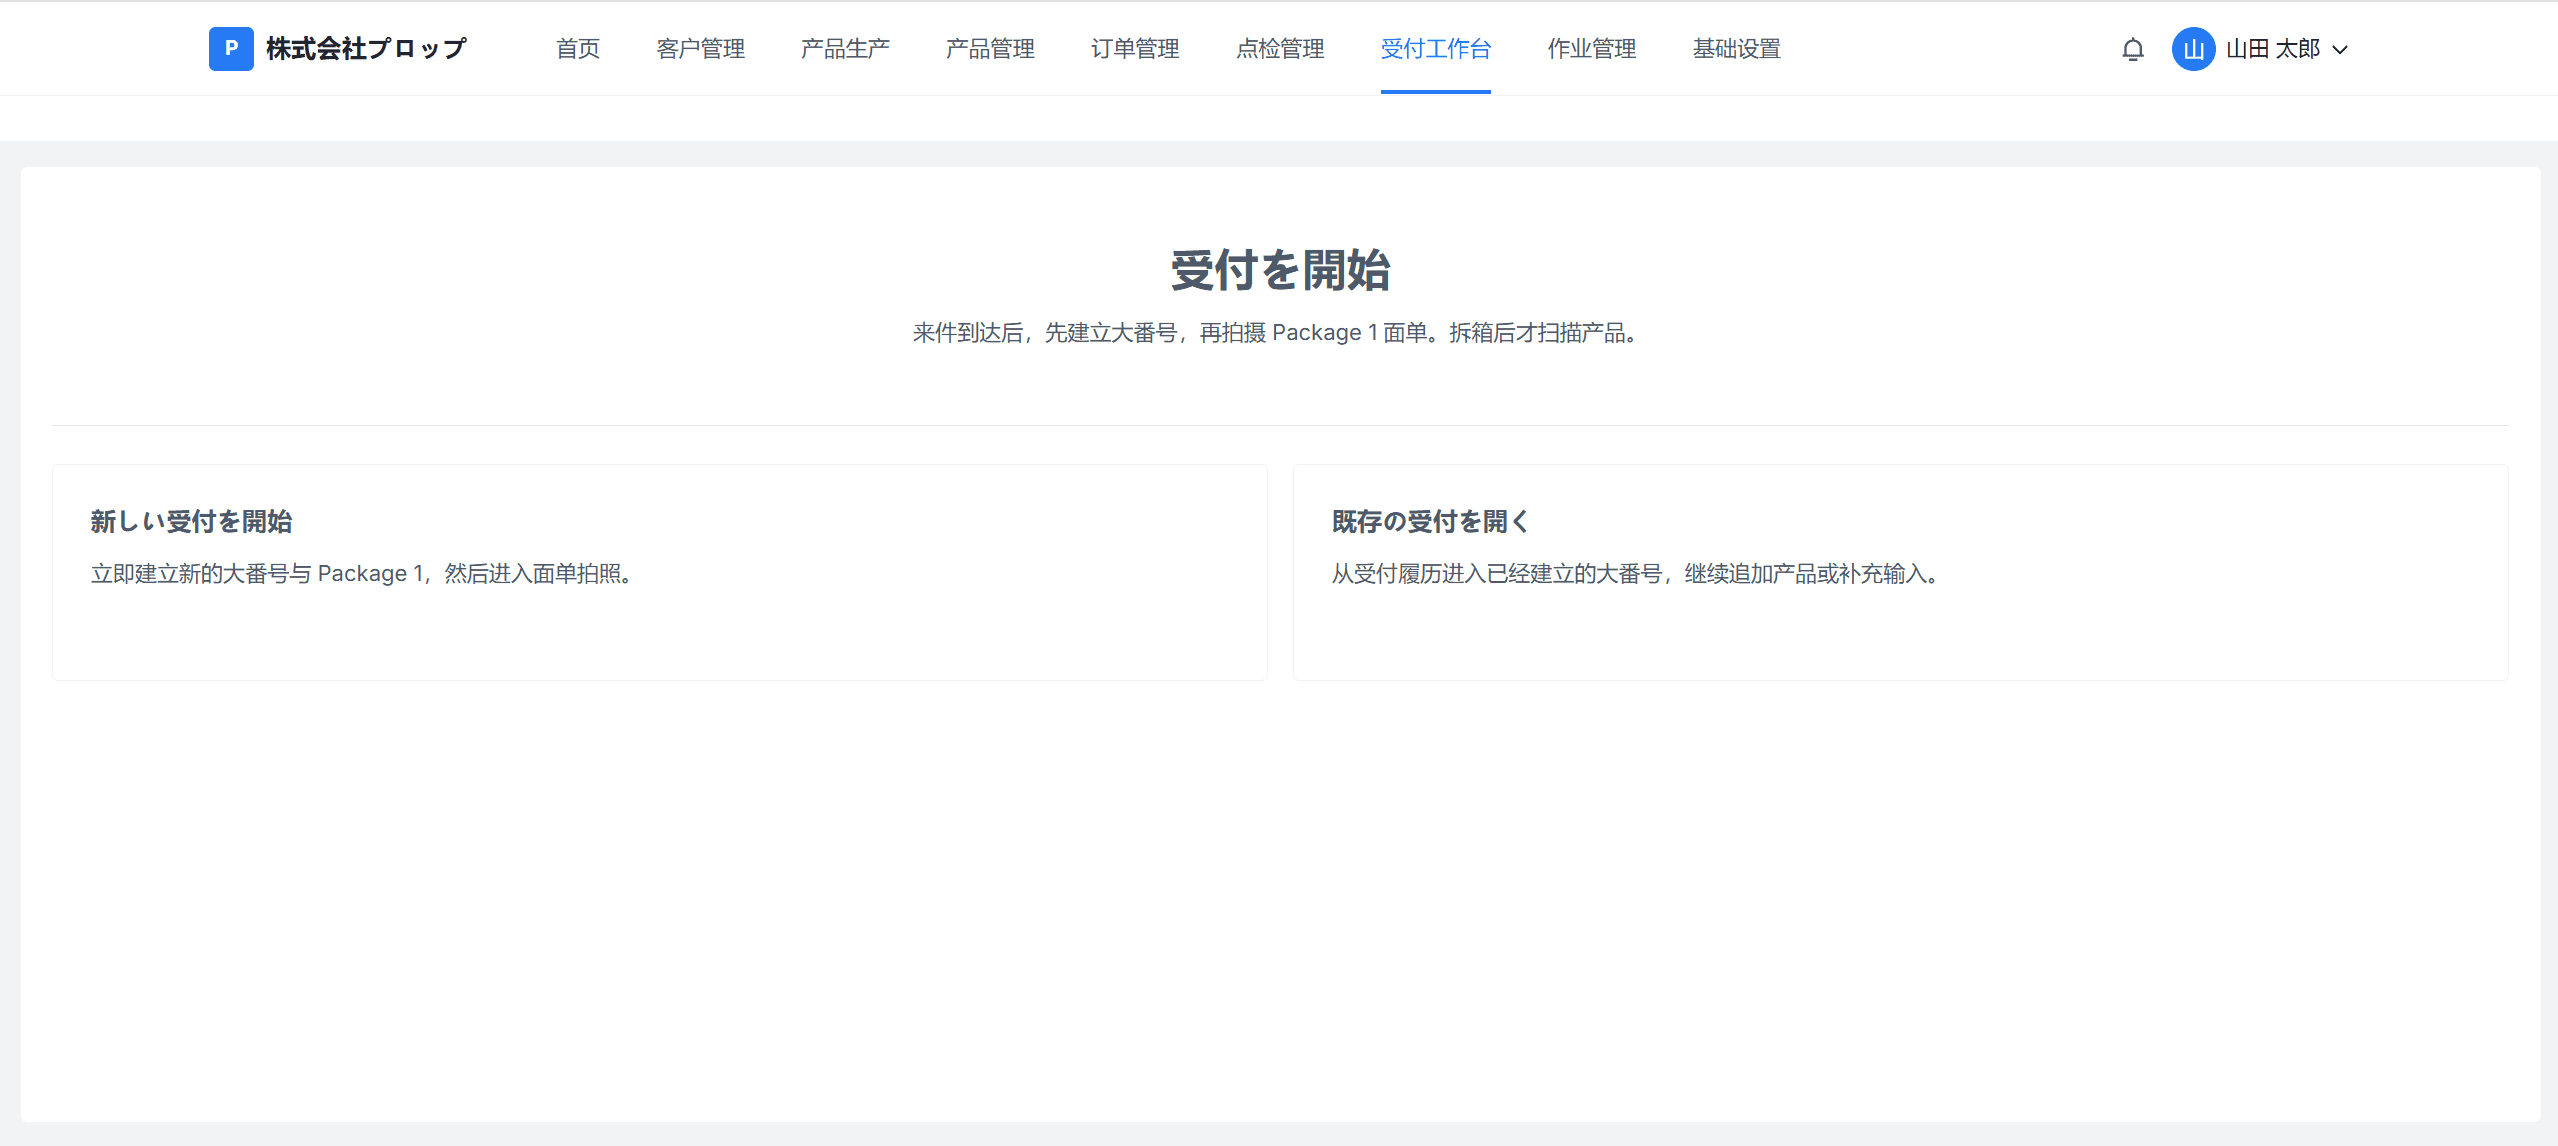 P 株式会社プロップ 首页 客户管理 产品生产 产品管理 订单管理 点检管理 受付工作台 作业管理 基础设置 山 山田 太郎
受付を開始
来件到达后，先建立大番号，再拍摄 Package 1 面单。拆箱后才扫描产品。
新しい受付を開始
立即建立新的大番号与 Package 1，然后进入面单拍照。
既存の受付を開く
从受付履历进入已经建立的大番号，继续追加产品或补充输入。